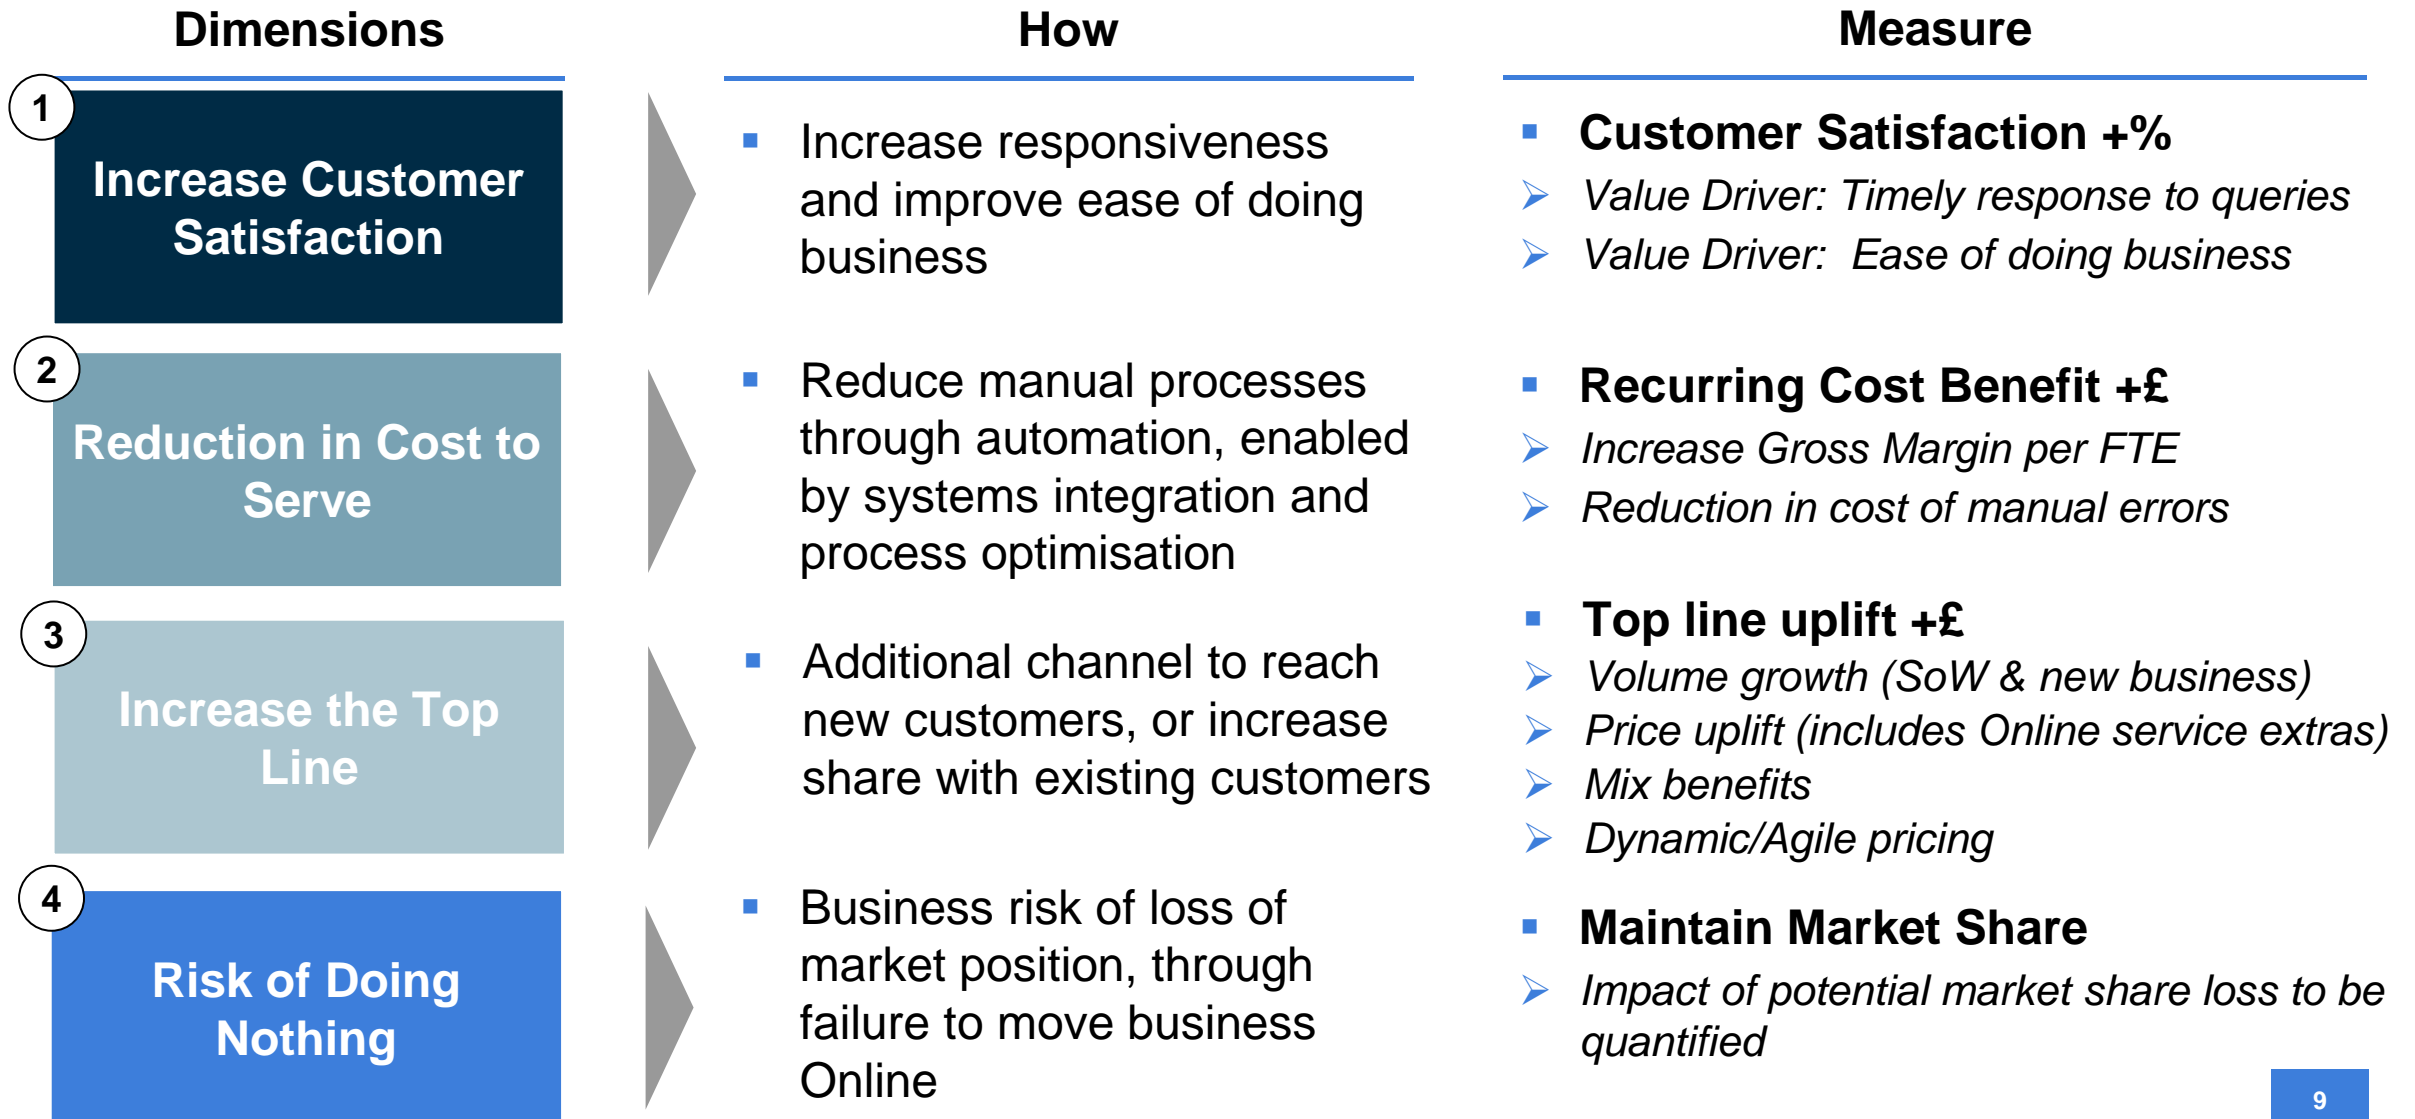 Dimensions
How
Measure
1
Increase Customer
Satisfaction
▪ Increase responsiveness
and improve ease of doing
business
▪ Customer Satisfaction +%
➢ Value Driver: Timely response to queries
➢ Value Driver:  Ease of doing business
2
Reduction in Cost to
Serve
▪ Reduce manual processes
through automation, enabled
by systems integration and
process optimisation
▪ Recurring Cost Benefit +£
➢ Increase Gross Margin per FTE
➢ Reduction in cost of manual errors
3
Increase the Top
Line
▪ Additional channel to reach
new customers, or increase
share with existing customers
▪ Top line uplift +£
➢ Volume growth (SoW & new business)
➢ Price uplift (includes Online service extras)
➢ Mix benefits
➢ Dynamic/Agile pricing
4
Risk of Doing
Nothing
▪ Business risk of loss of
market position, through
failure to move business
Online
▪ Maintain Market Share
➢ Impact of potential market share loss to be
quantified
9